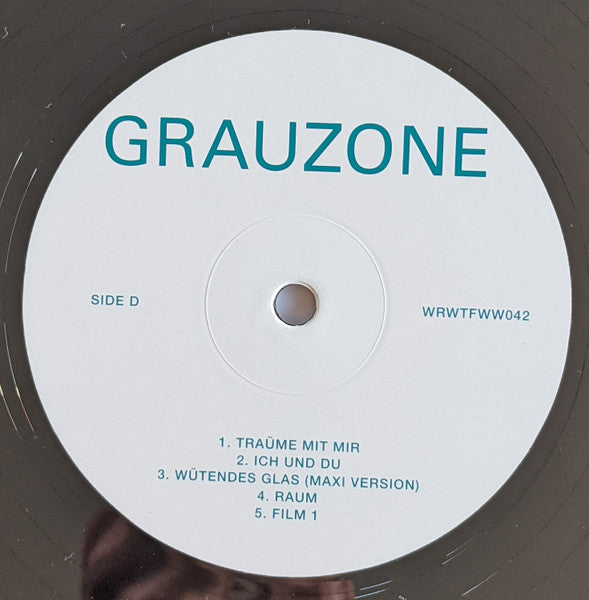 GRAUZONE
SIDE D
WRWTFWW042
1. TRAÜME MIT MIR
2. ICH UND DU
3. WÜTENDES GLAS (MAXI VERSION)
4. RAUM
5. FILM 1